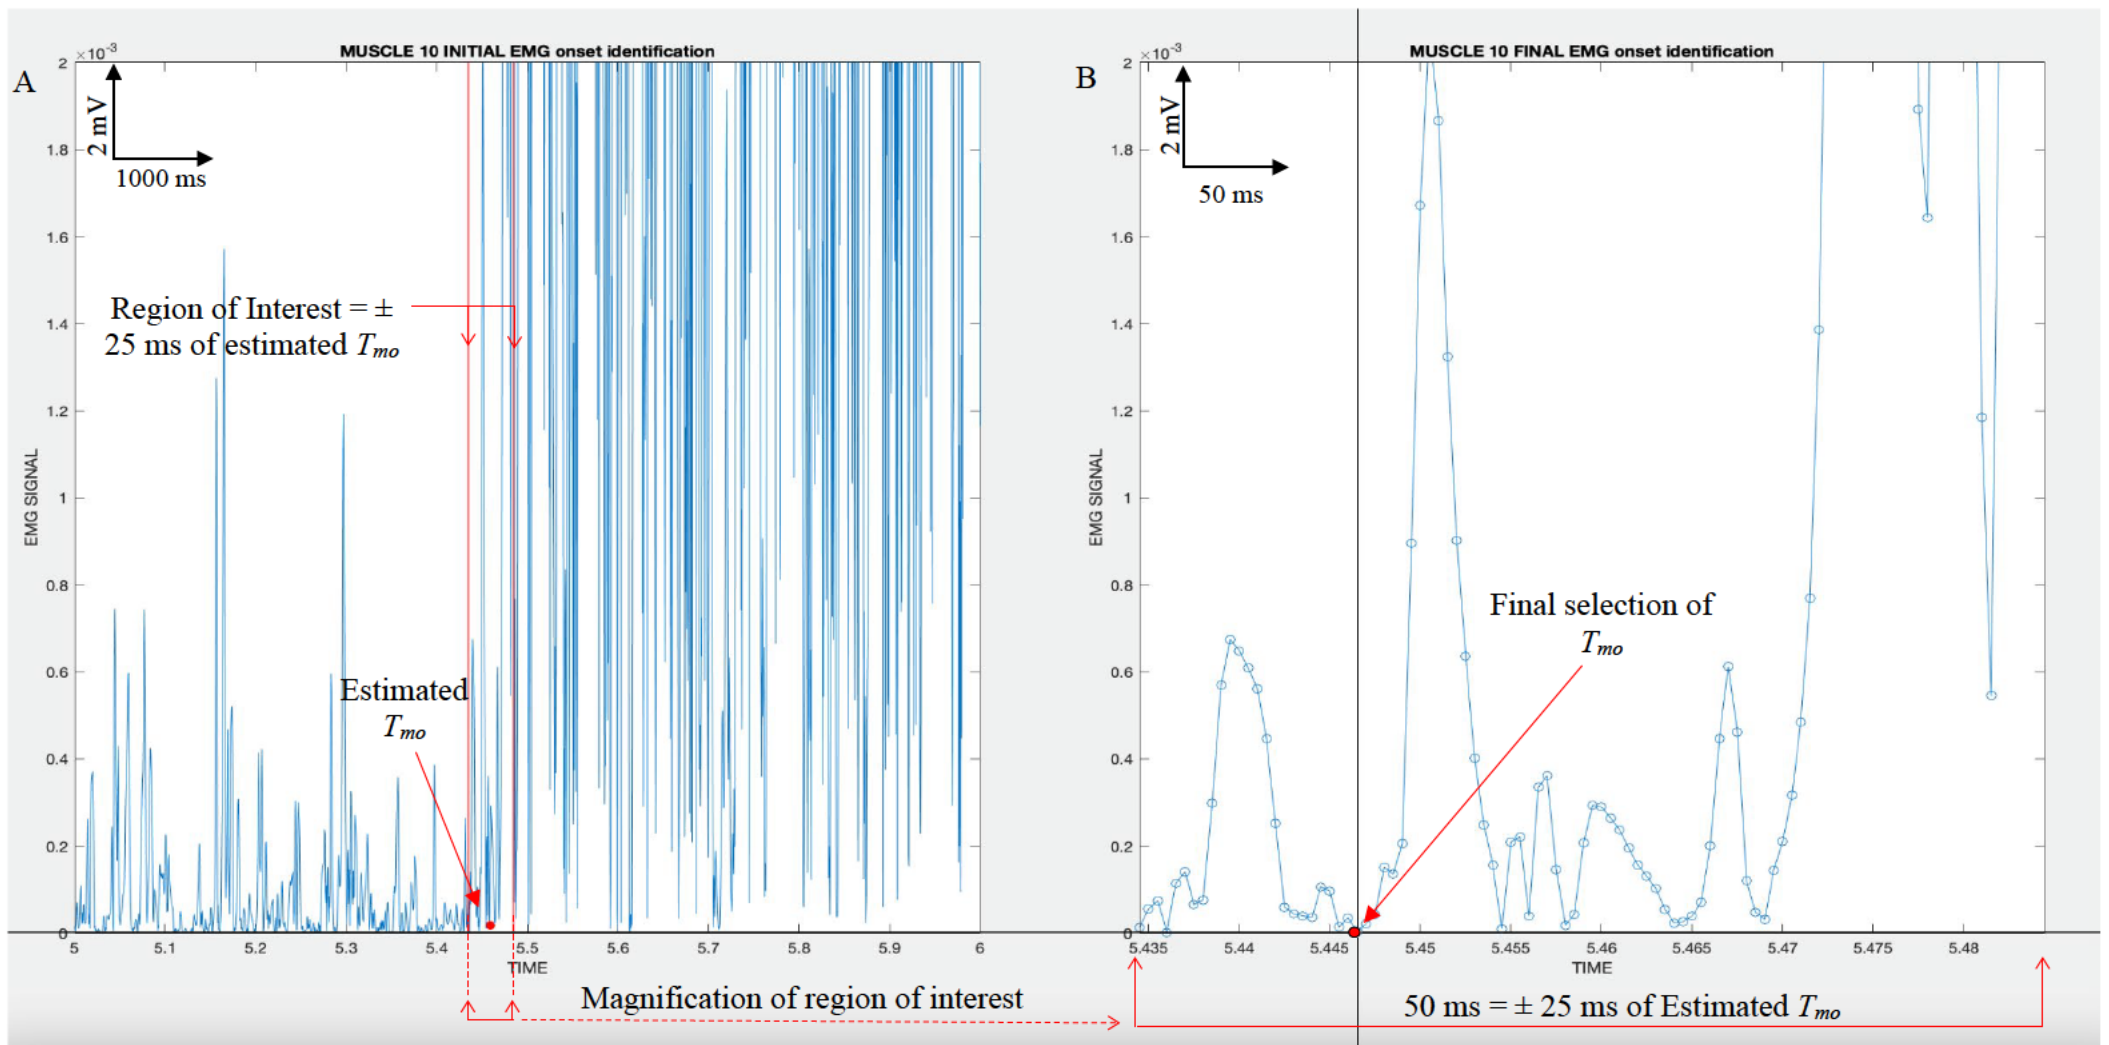 A
MUSCLE 10 INITIAL EMG onset identification
×10⁻³
2 mV
1000 ms
Region of Interest = ±
25 ms of estimated Tmo
Estimated
Tmo
EMG SIGNAL
2
1.8
1.6
1.4
1.2
1
0.8
0.6
0.4
0.2
0
5 5.1 5.2 5.3 5.4 5.5 5.6 5.7 5.8 5.9 6
TIME
Magnification of region of interest
B
MUSCLE 10 FINAL EMG onset identification
×10⁻³
2 mV
50 ms
Final selection of
Tmo
EMG SIGNAL
2
1.8
1.6
1.4
1.2
1
0.8
0.6
0.4
0.2
0
5.435 5.44 5.445 5.45 5.455 5.46 5.465 5.47 5.475 5.48
TIME
50 ms = ± 25 ms of Estimated Tmo